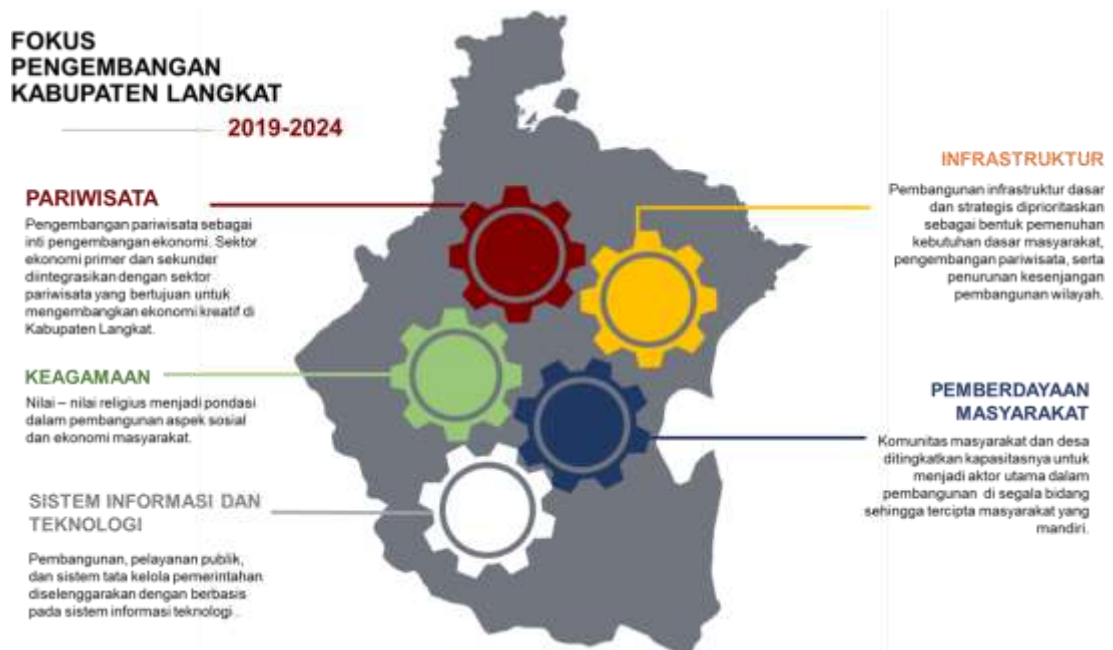 FOKUS
PENGEMBANGAN
KABUPATEN LANGKAT
2019-2024
PARIWISATA
Pengembangan pariwisata sebagai
inti pengembangan ekonomi. Sektor
ekonomi primer dan sekunder
diintegrasikan dengan sektor
pariwisata yang bertujuan untuk
mengembangkan ekonomi kreatif di
Kabupaten Langkat.
KEAGAMAAN
Nilai – nilai religius menjadi pondasi
dalam pembangunan aspek sosial
dan ekonomi masyarakat.
SISTEM INFORMASI DAN
TEKNOLOGI
Pembangunan, pelayanan publik,
dan sistem tata kelola pemerintahan
diselenggarakan dengan berbasis
pada sistem informasi teknologi .
INFRASTRUKTUR
Pembangunan infrastruktur dasar
dan strategis diprioritaskan
sebagai bentuk pemenuhan
kebutuhan dasar masyarakat,
pengembangan pariwisata, serta
penurunan kesenjangan
pembangunan wilayah.
PEMBERDAYAAN
MASYARAKAT
Komunitas masyarakat dan desa
ditingkatkan kapasitasnya untuk
menjadi aktor utama dalam
pembangunan di segala bidang
sehingga tercipta masyarakat yang
mandiri.